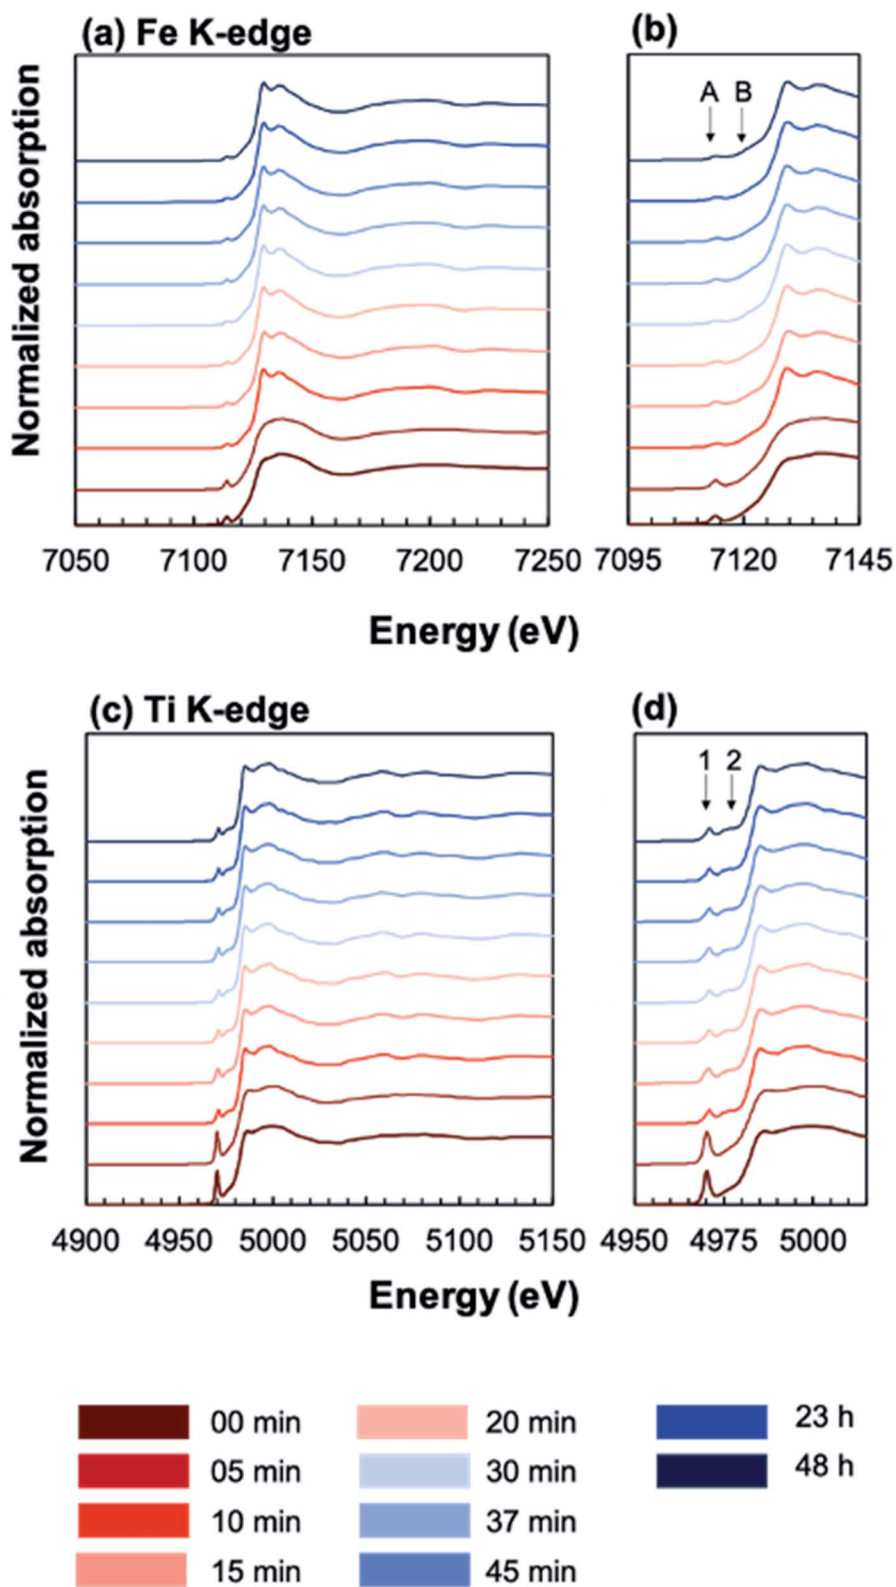 (a) Fe K-edge
(b)
Normalized absorption
A B
7050 7100 7150 7200 7250 7095 7120 7145
Energy (eV)
(c) Ti K-edge
(d)
Normalized absorption
1 2
4900 4950 5000 5050 5100 5150 4950 4975 5000
Energy (eV)
00 min 20 min 23 h
05 min 30 min 48 h
10 min 37 min
15 min 45 min